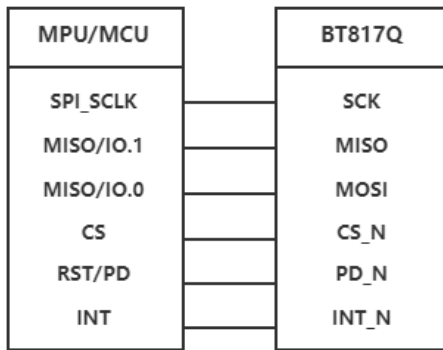 MPU/MCU BT817Q
SPI_SCLK SCK
MISO/IO.1 MISO
MISO/IO.0 MOSI
CS CS_N
RST/PD PD_N
INT INT_N